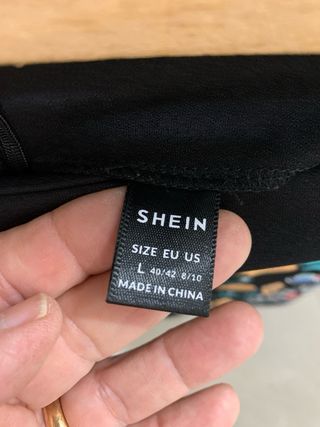 SHEIN
SIZE EU US
L 40/42 8/10
MADE IN CHINA